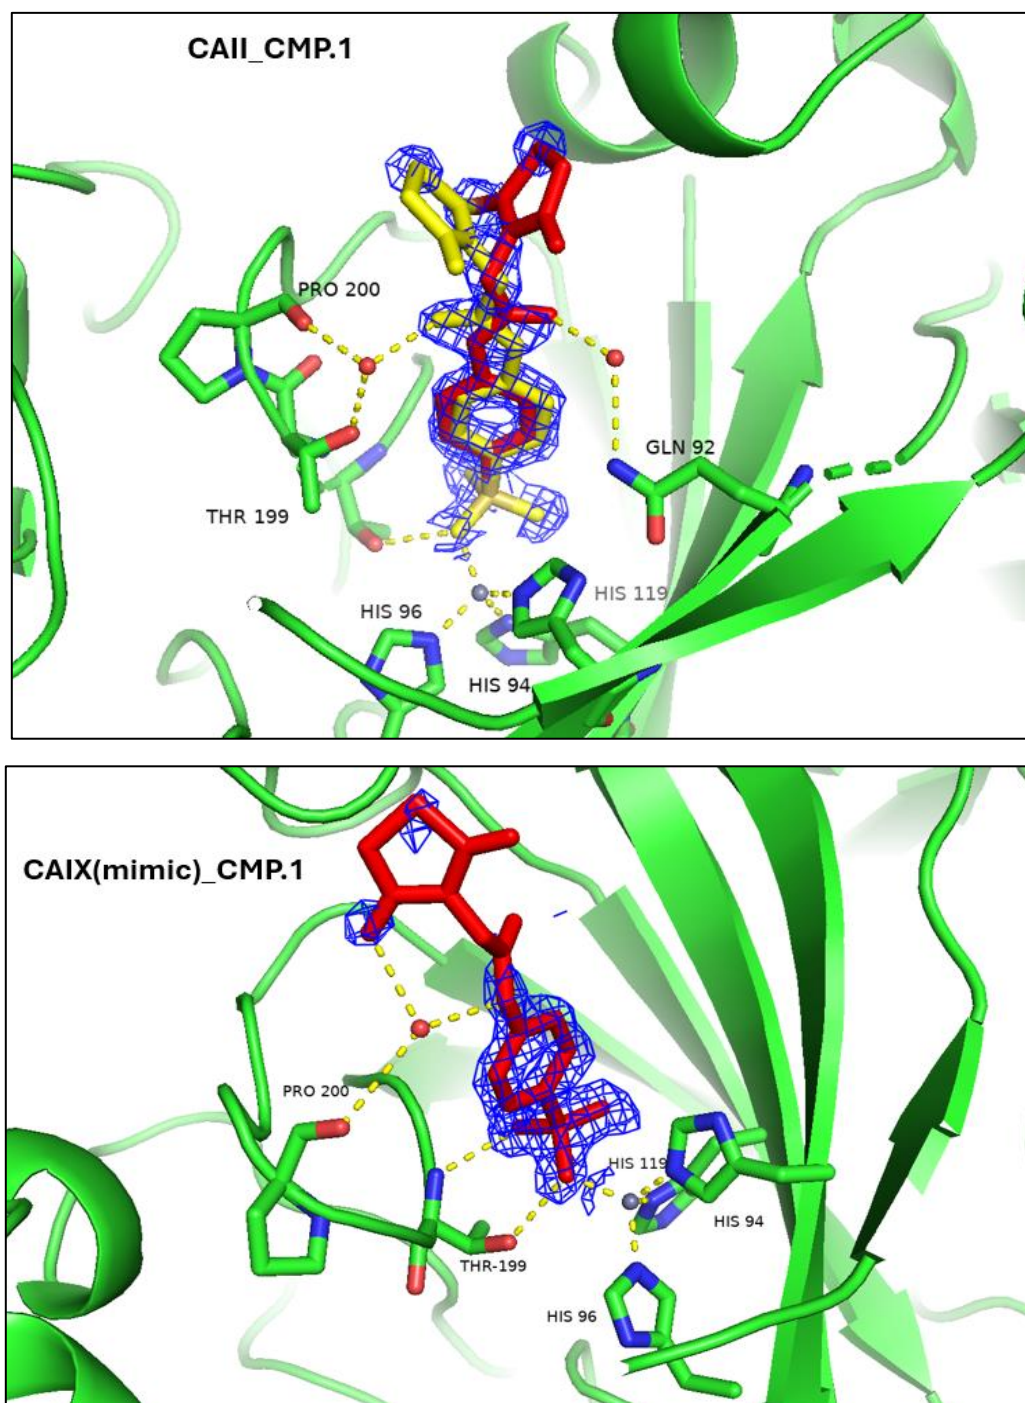 CAII_CMP.1
PRO 200
GLN 92
THR 199
HIS 96
HIS 119
HIS 94
CAIX(mimic)_CMP.1
PRO 200
HIS 119
HIS 94
THR-199
HIS 96